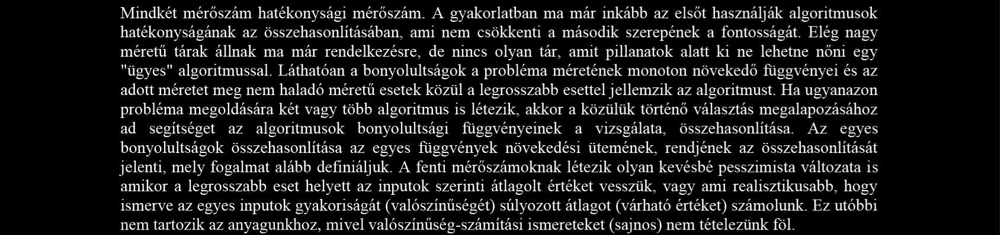 Mindkét mérőszám hatékonysági mérőszám. A gyakorlatban ma már inkább az elsőt használják algoritmusok
hatékonyságának az összehasonlításában, ami nem csökkenti a második szerepének a fontosságát. Elég nagy
méretű tárak állnak ma már rendelkezésre, de nincs olyan tár, amit pillanatok alatt ki ne lehetne nőni egy
"ügyes" algoritmussal. Láthatóan a bonyolultságok a probléma méretének monoton növekedő függvényei és az
adott méretet meg nem haladó méretű esetek közül a legrosszabb esettel jellemzik az algoritmust. Ha ugyanazon
probléma megoldására két vagy több algoritmus is létezik, akkor a közülük történő választás megalapozásához
ad segítséget az algoritmusok bonyolultsági függvényeinek a vizsgálata, összehasonlítása. Az egyes
bonyolultságok összehasonlítása az egyes függvények növekedési ütemének, rendjének az összehasonlítását
jelenti, mely fogalmat alább definiáljuk. A fenti mérőszámoknak létezik olyan kevésbé pesszimista változata is
amikor a legrosszabb eset helyett az inputok szerinti átlagolt értéket vesszük, vagy ami realisztikusabb, hogy
ismerve az egyes inputok gyakoriságát (valószínűségét) súlyozott átlagot (várható értéket) számolunk. Ez utóbbi
nem tartozik az anyagunkhoz, mivel valószínűség-számítási ismereteket (sajnos) nem tételezünk föl.